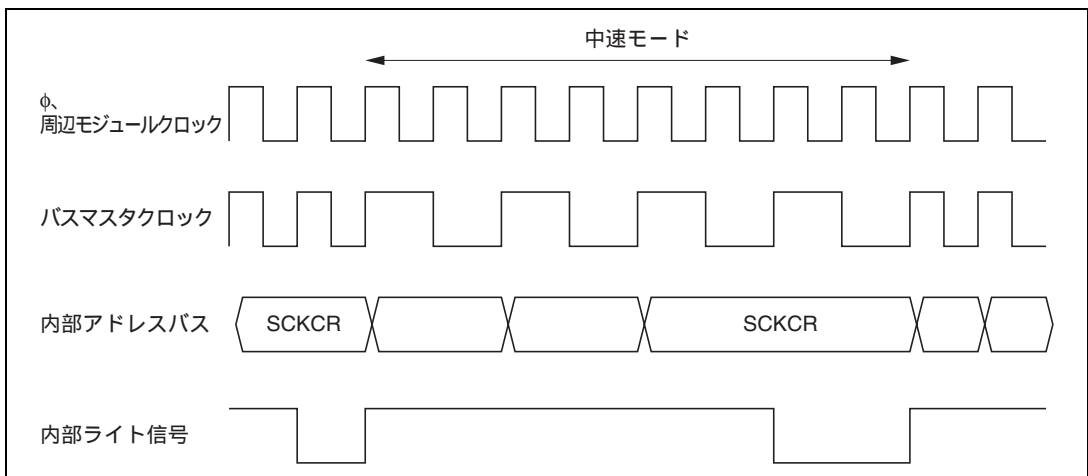 中速モード
φ、
周辺モジュールクロック
バスマスタクロック
内部アドレスバス
SCKCR
SCKCR
内部ライト信号